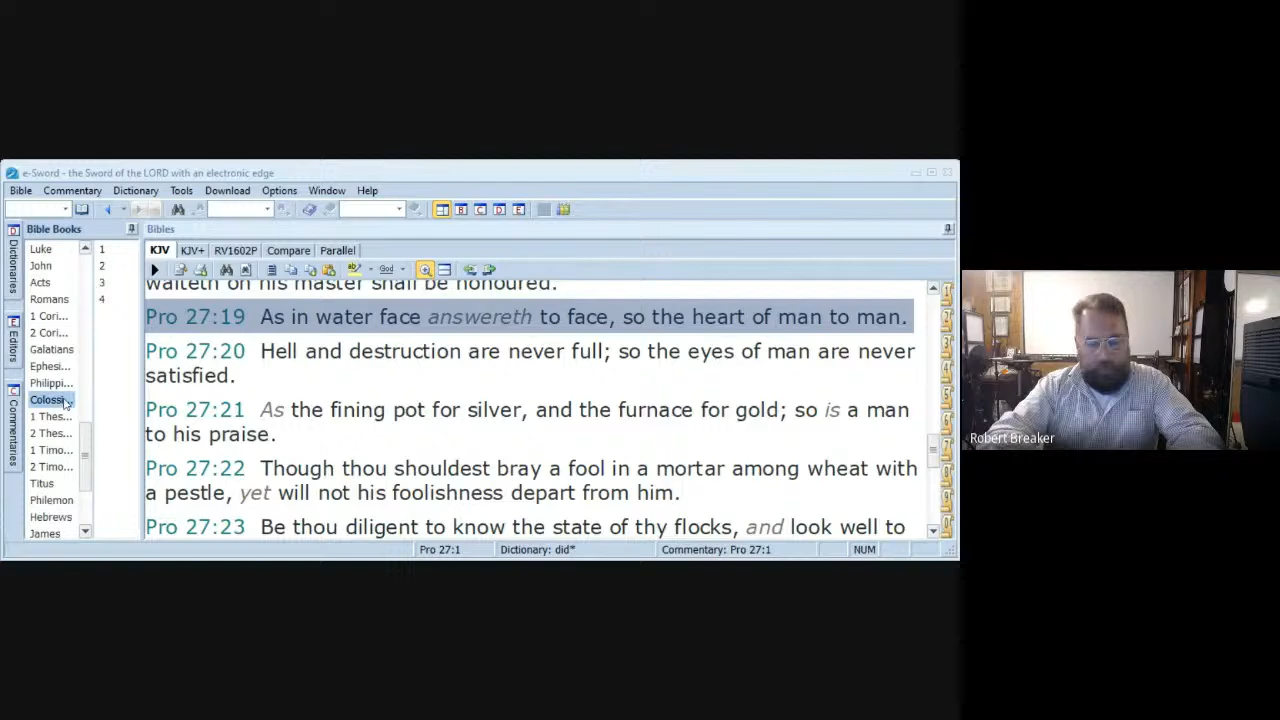 e-Sword - the Sword of the LORD with an electronic edge
Bible Commentary Dictionary Tools Download Options Window Help
Dictionaries
Editors
Commentaries
Bible Books
Luke
John
Acts
Romans
1 Cori...
2 Cori...
Galatians
Ephesi...
Philippi...
Colossi...
1 Thes...
2 Thes...
1 Timo...
2 Timo...
Titus
Philemon
Hebrews
James
1
2
3
4
Bibles
KJV KJV+ RV1602P Compare Parallel
waiteth on his master shall be honoured.
Pro 27:19 As in water face answereth to face, so the heart of man to man.
Pro 27:20 Hell and destruction are never full; so the eyes of man are never
satisfied.
Pro 27:21 As the fining pot for silver, and the furnace for gold; so is a man
to his praise.
Pro 27:22 Though thou shouldest bray a fool in a mortar among wheat with
a pestle, yet will not his foolishness depart from him.
Pro 27:23 Be thou diligent to know the state of thy flocks, and look well to
Pro 27:1 Dictionary: did* Commentary: Pro 27:1 NUM
Robert Breaker